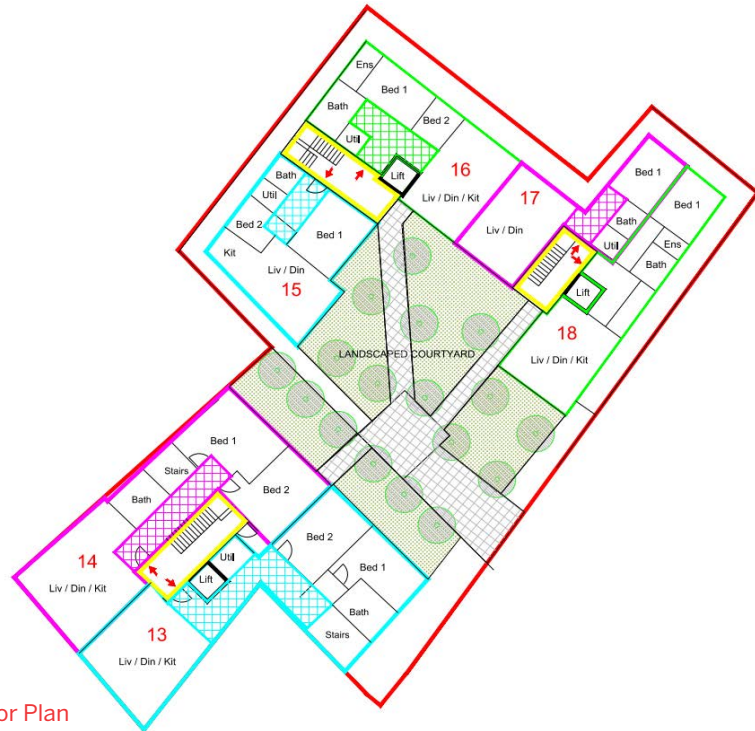 Ens
Bed 1
Bath
Bed 2
Util
Lift
16
Liv / Din / Kit
17
Liv / Din
Bed 1
Bed 1
Bath
Util
Ens
Bath
Lift
18
Liv / Din / Kit
Bath
Util
Bed 2
Bed 1
Kit
Liv / Din
15
LANDSCAPED COURTYARD
Bed 1
Stairs
Bed 2
Bath
14
Liv / Din / Kit
Util
Lift
Bed 2
Bed 1
Bath
Stairs
13
Liv / Din / Kit
or Plan